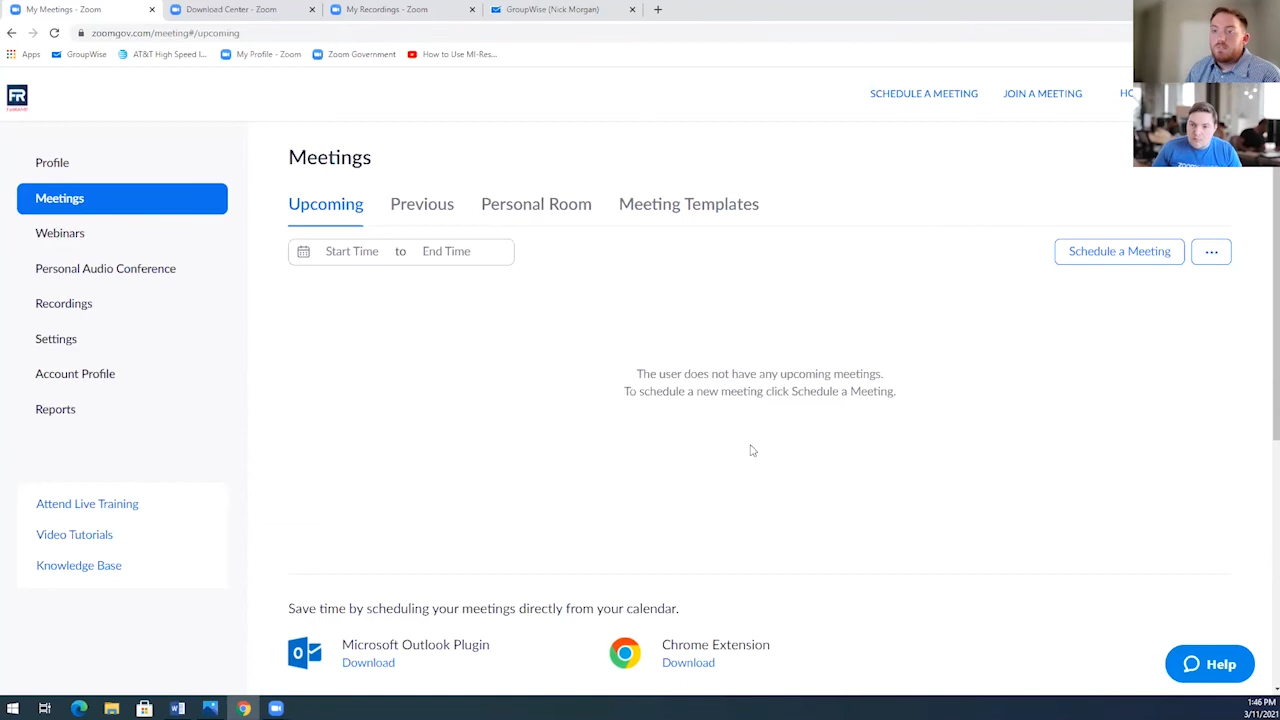 My Meetings - Zoom
Download Center - Zoom
My Recordings - Zoom
GroupWise (Nick Morgan)
zoomgov.com/meeting#/upcoming
Apps
GroupWise
AT&T High Speed I...
My Profile - Zoom
Zoom Government
How to Use MI-Res...
FR
SCHEDULE A MEETING
JOIN A MEETING
HO
Profile
Meetings
Webinars
Personal Audio Conference
Recordings
Settings
Account Profile
Reports
Attend Live Training
Video Tutorials
Knowledge Base
Meetings
Upcoming
Previous
Personal Room
Meeting Templates
Start Time to End Time
Schedule a Meeting
...
The user does not have any upcoming meetings.
To schedule a new meeting click Schedule a Meeting.
Save time by scheduling your meetings directly from your calendar.
Microsoft Outlook Plugin
Download
Chrome Extension
Download
Help
1:46 PM
3/11/2021